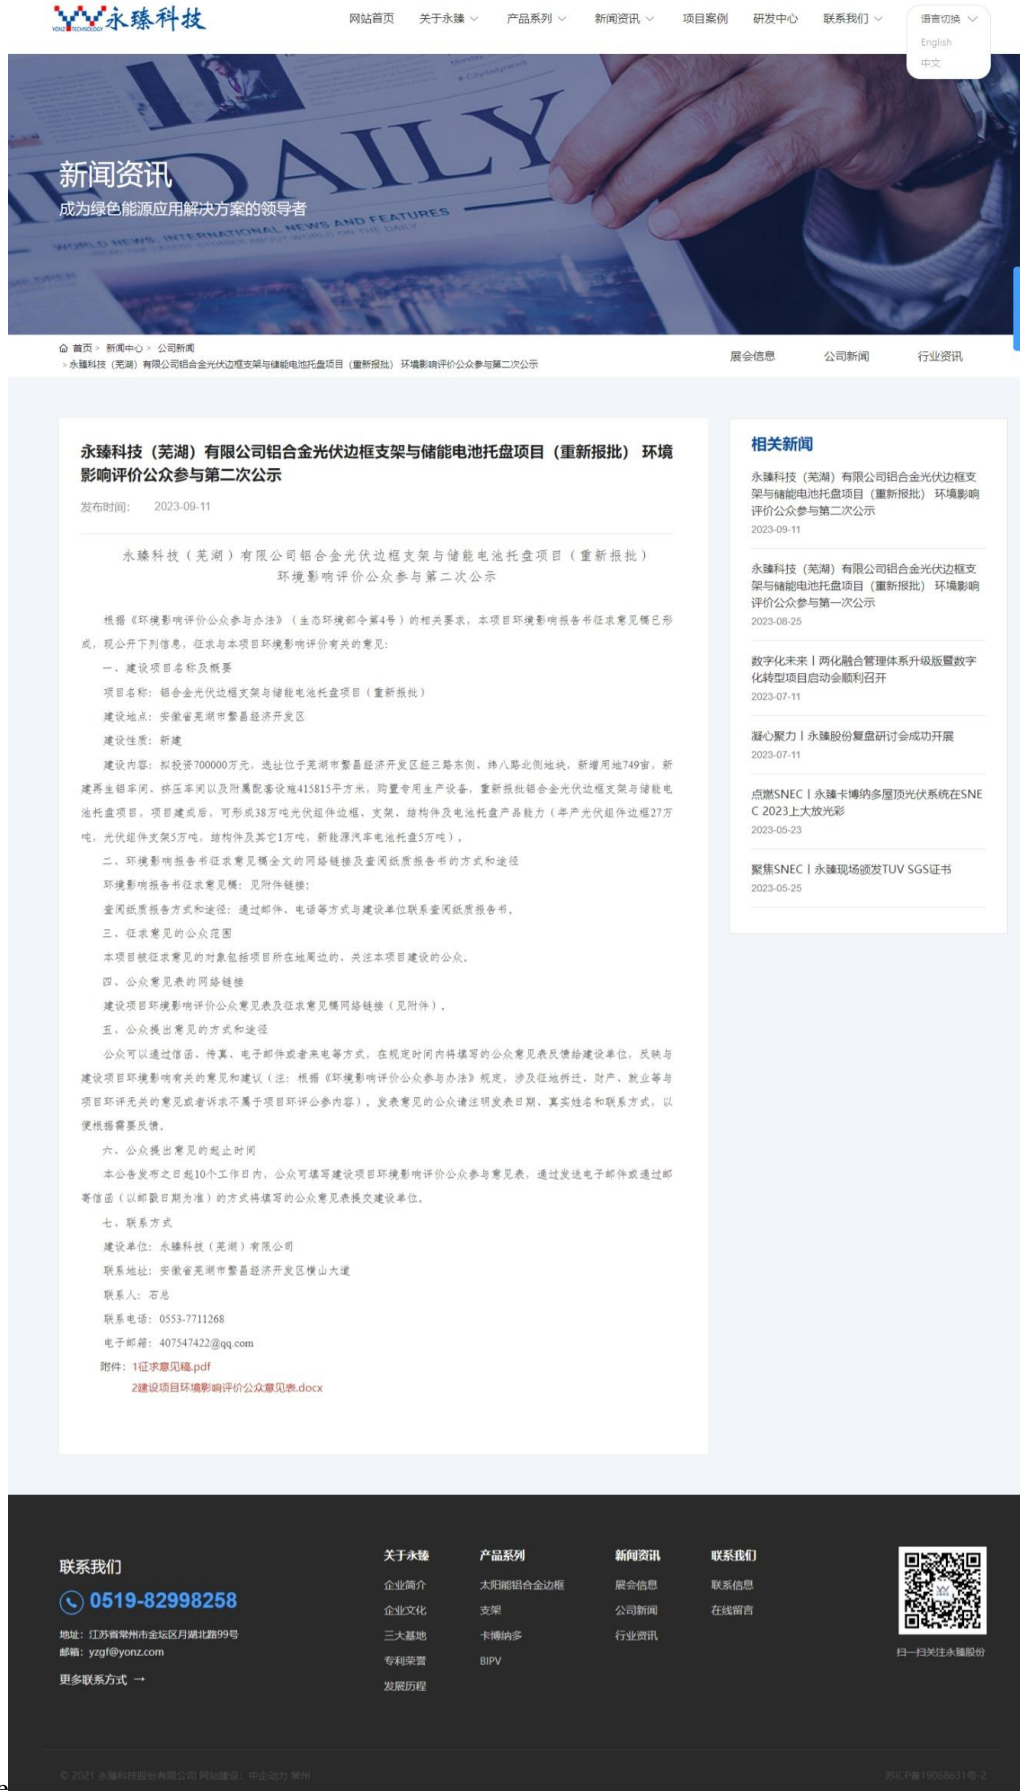 YONZ TECHNOLOGY 永臻科技
网站首页 关于永臻 产品系列 新闻资讯 项目案例 研发中心 联系我们 语言切换
English
中文
DAILY
WORLD NEWS, INTERNATIONAL NEWS AND FEATURES
新闻资讯
成为绿色能源应用解决方案的领导者
首页 > 新闻中心 > 公司新闻
> 永臻科技（芜湖）有限公司铝合金光伏边框支架与储能电池托盘项目（重新报批） 环境影响评价公众参与第二次公示
展会信息 公司新闻 行业资讯
永臻科技（芜湖）有限公司铝合金光伏边框支架与储能电池托盘项目（重新报批） 环境
影响评价公众参与第二次公示
发布时间： 2023-09-11
永臻科技（芜湖）有限公司铝合金光伏边框支架与储能电池托盘项目（重新报批）
环境影响评价公众参与第二次公示
根据《环境影响评价公众参与办法》（生态环境部令第4号）的相关要求，本项目环境影响报告书征求意见稿已形
成，现公开下列信息，征求与本项目环境影响评价有关的意见：
一、建设项目名称及概要
项目名称：铝合金光伏边框支架与储能电池托盘项目（重新报批）
建设地点：安徽省芜湖市繁昌经济开发区
建设性质：新建
建设内容：拟投资700000万元，选址位于芜湖市繁昌经济开发区经三路东侧、纬八路北侧地块，新增用地749亩，新
建再生铝车间、挤压车间以及附属配套设施415815平方米，购置专用生产设备，重新报批铝合金光伏边框支架与储能电
池托盘项目，项目建成后，可形成38万吨光伏组件边框、支架、结构件及电池托盘产品能力（年产光伏组件边框27万
吨，光伏组件支架5万吨，结构件及其它1万吨，新能源汽车电池托盘5万吨）。
二、环境影响报告书征求意见稿全文的网络链接及查阅纸质报告书的方式和途径
环境影响报告书征求意见稿：见附件链接;
查阅纸质报告方式和途径：通过邮件、电话等方式与建设单位联系查阅纸质报告书。
三、征求意见的公众范围
本项目被征求意见的对象包括项目所在地周边的、关注本项目建设的公众。
四、公众意见表的网络链接
建设项目环境影响评价公众意见表及征求意见稿网络链接（见附件）。
五、公众提出意见的方式和途径
公众可以通过信函、传真、电子邮件或者来电等方式，在规定时间内将填写的公众意见表反馈给建设单位，反映与
建设项目环境影响有关的意见和建议（注：根据《环境影响评价公众参与办法》规定，涉及征地拆迁、财产、就业等与
项目环评无关的意见或者诉求不属于项目环评公参内容）。发表意见的公众请注明发表日期、真实姓名和联系方式，以
便根据需要反馈。
六、公众提出意见的起止时间
本公告发布之日起10个工作日内，公众可填写建设项目环境影响评价公众参与意见表，通过发送电子邮件或通过邮
寄信函（以邮戳日期为准）的方式将填写的公众意见表提交建设单位。
七、联系方式
建设单位：永臻科技（芜湖）有限公司
联系地址：安徽省芜湖市繁昌经济开发区横山大道
联系人：石总
联系电话：0553-7711268
电子邮箱：407547422@qq.com
附件：1征求意见稿.pdf
2建设项目环境影响评价公众意见表.docx
相关新闻
永臻科技（芜湖）有限公司铝合金光伏边框支
架与储能电池托盘项目（重新报批） 环境影响
评价公众参与第二次公示
2023-09-11
永臻科技（芜湖）有限公司铝合金光伏边框支
架与储能电池托盘项目（重新报批） 环境影响
评价公众参与第一次公示
2023-08-25
数字化未来丨两化融合管理体系升级版暨数字
化转型项目启动会顺利召开
2023-07-11
凝心聚力丨永臻股份复盘研讨会成功开展
2023-07-11
点燃SNEC丨永臻卡博纳多屋顶光伏系统在SNE
C 2023上大放光彩
2023-05-23
聚焦SNEC丨永臻现场颁发TUV SGS证书
2023-05-25
联系我们
0519-82998258
地址：江苏省常州市金坛区月湖北路99号
邮箱：yzgf@yonz.com
更多联系方式 →
关于永臻
企业简介
企业文化
三大基地
专利荣誉
发展历程
产品系列
太阳能铝合金边框
支架
卡博纳多
BIPV
新闻资讯
展会信息
公司新闻
行业资讯
联系我们
联系信息
在线留言
扫一扫关注永臻股份
© 2021 永臻科技股份有限公司 网站建设：中企动力 常州
苏ICP备19068631号-2
e